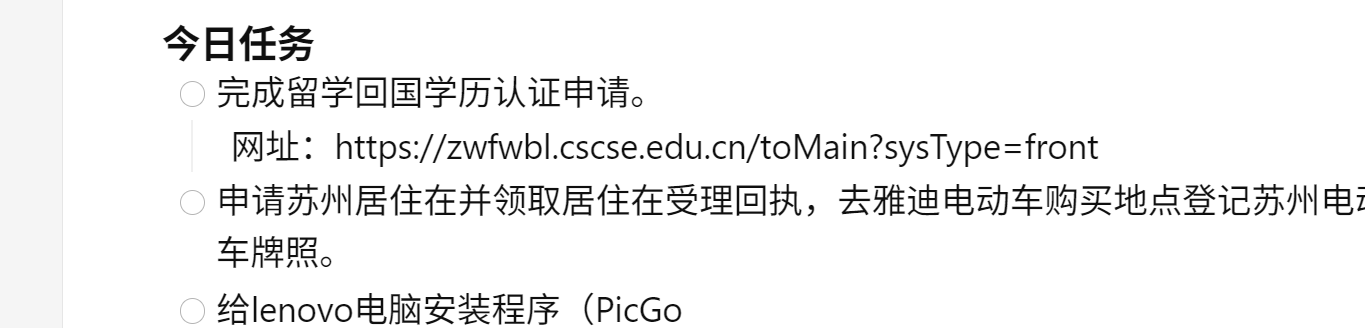 今日任务
完成留学回国学历认证申请。
网址：https://zwfwbl.cscse.edu.cn/toMain?sysType=front
申请苏州居住在并领取居住在受理回执，去雅迪电动车购买地点登记苏州电动
车牌照。
给lenovo电脑安装程序（PicGo